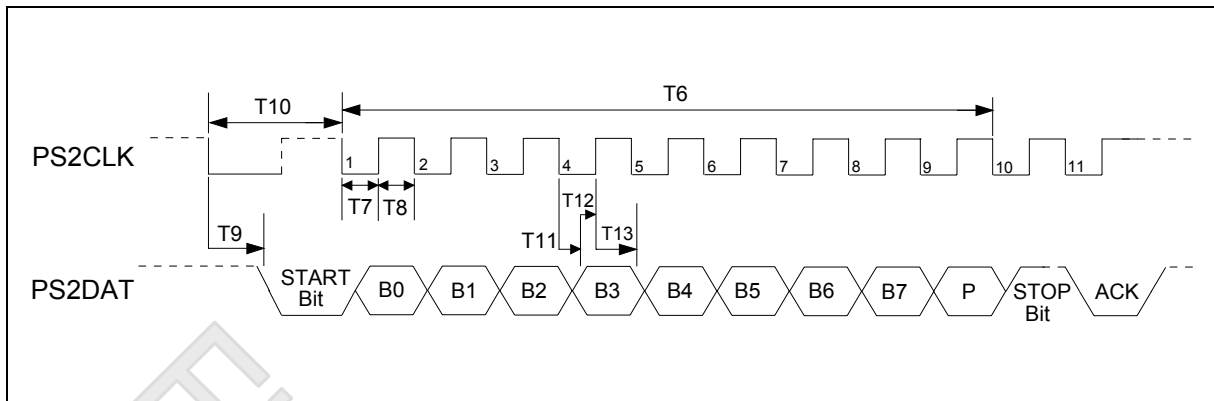 T10
T6
PS2CLK
1 2 3 4 5 6 7 8 9 10 11
T7 T8
T12
T9
T11
T13
PS2DAT
START Bit
B0 B1 B2 B3 B4 B5 B6 B7 P
STOP Bit
ACK